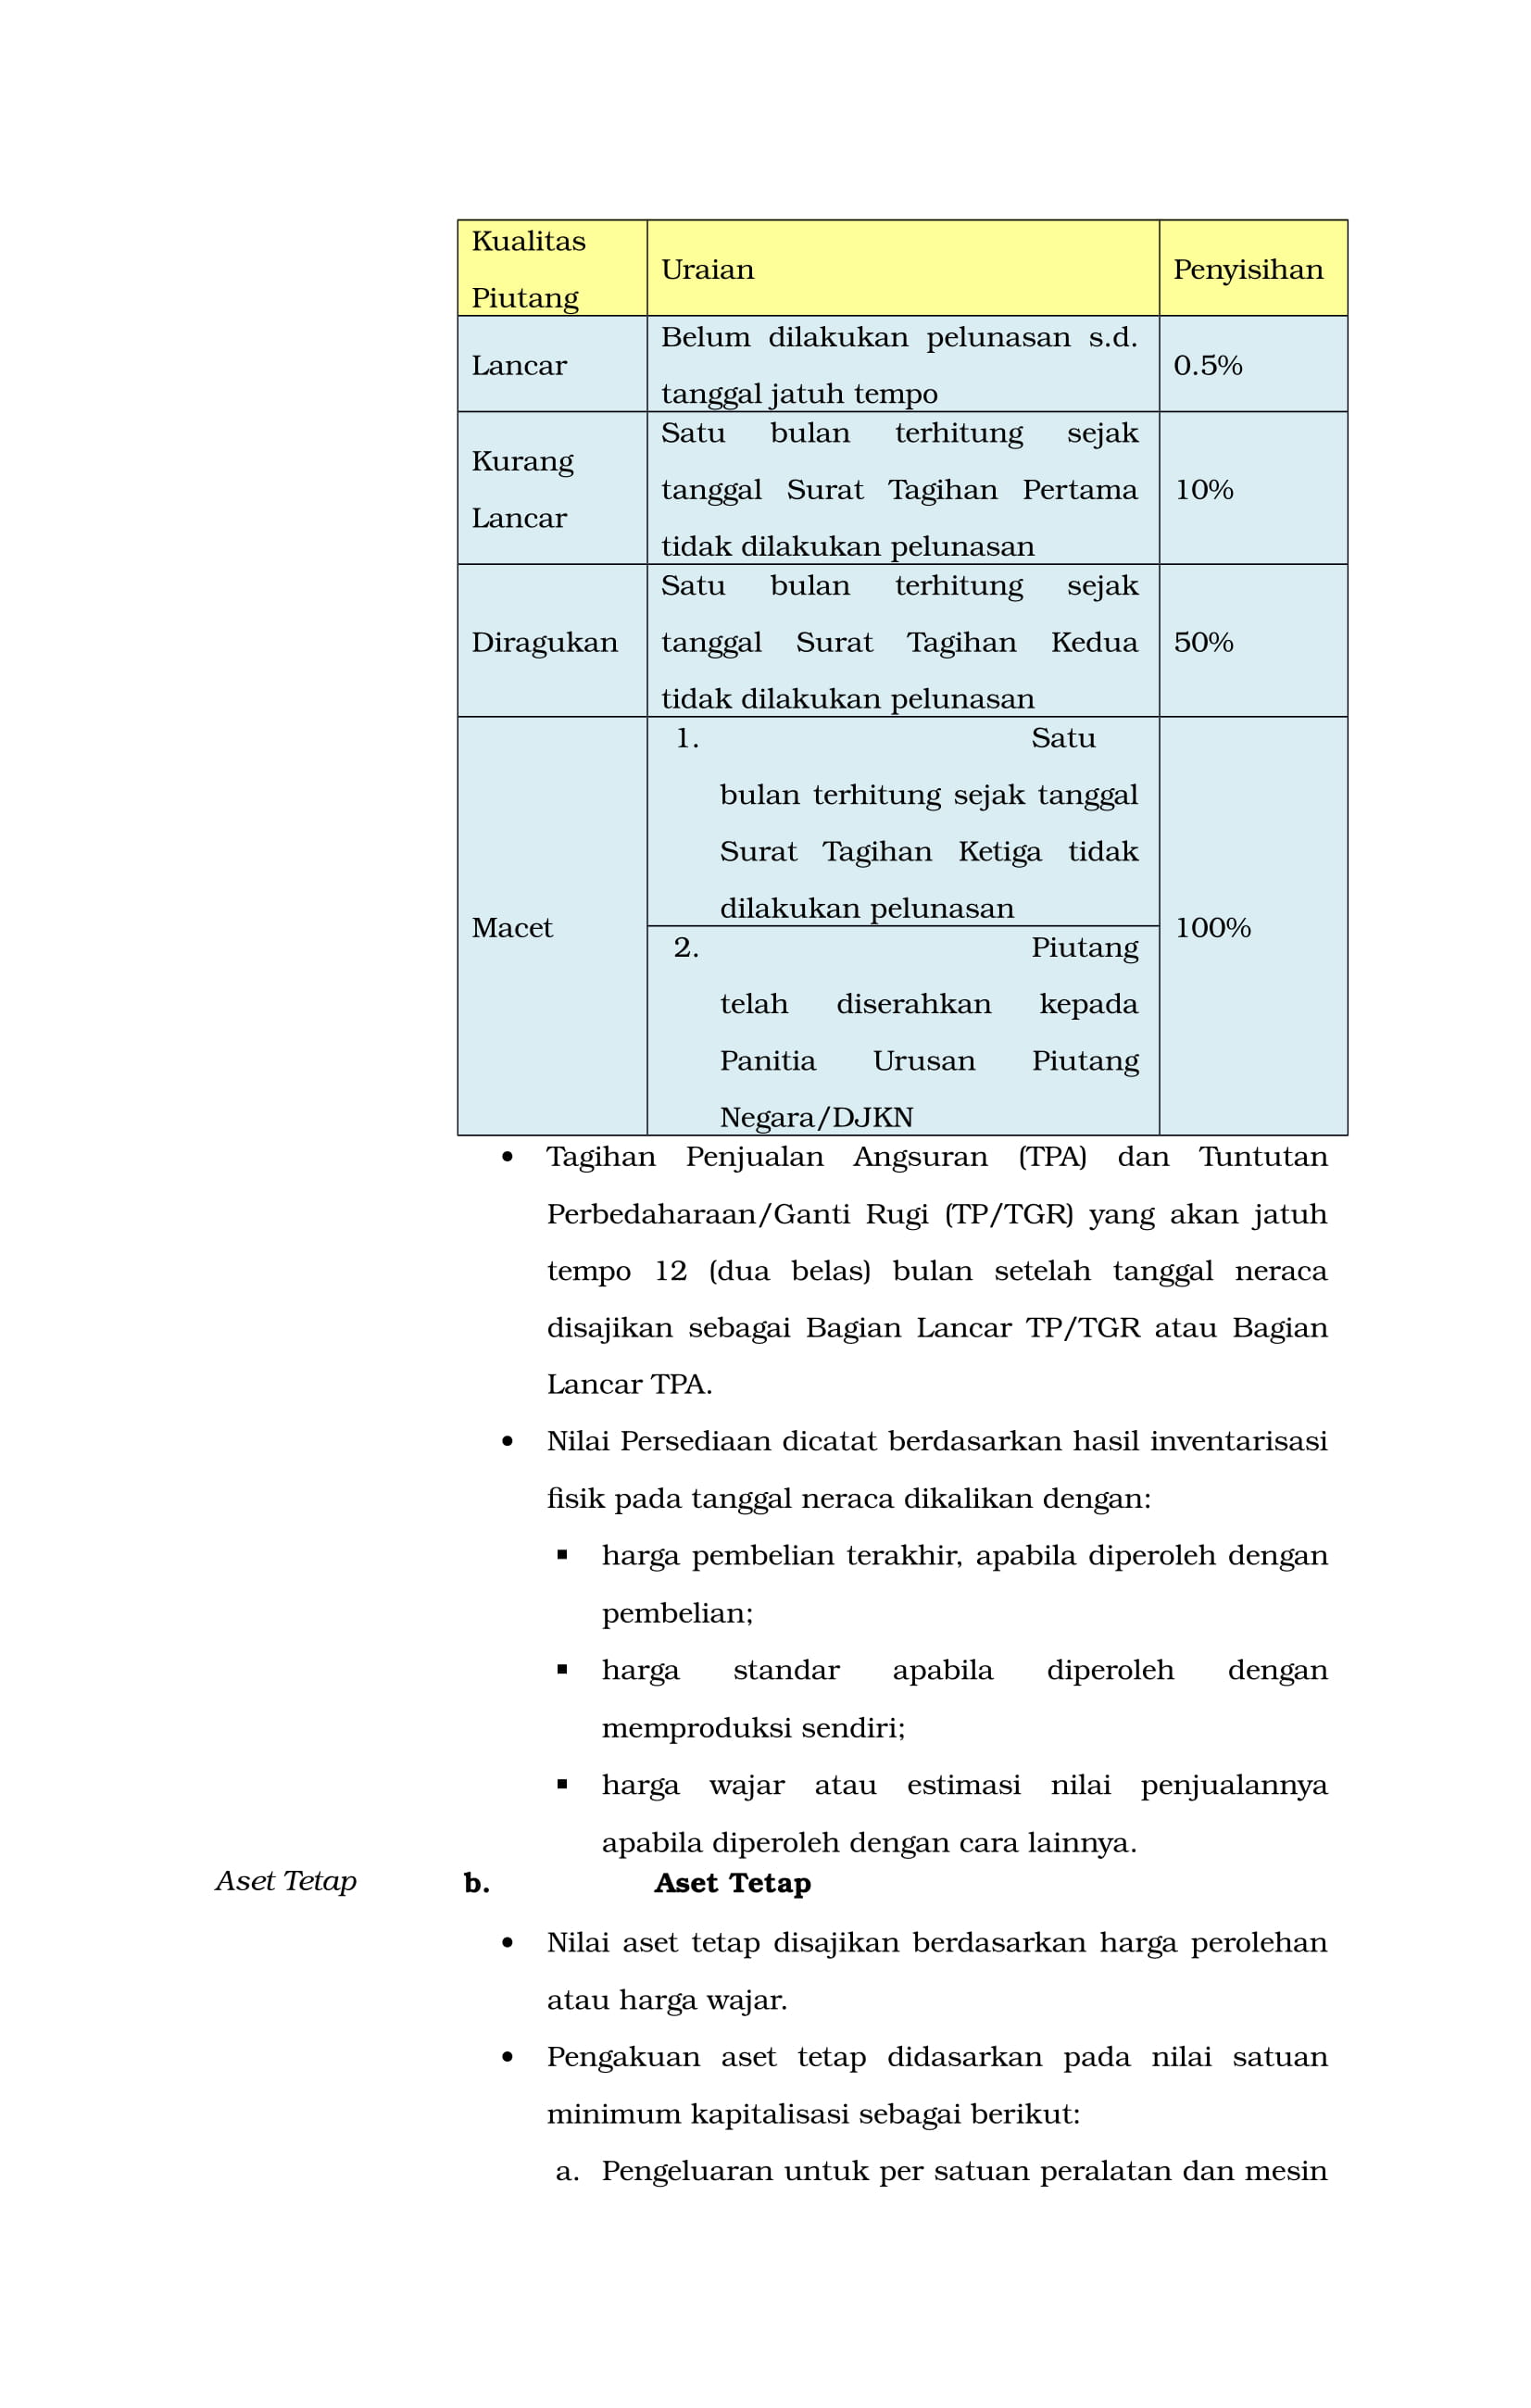 Kualitas
Piutang
Uraian
Penyisihan
Lancar
Belum dilakukan pelunasan s.d.
tanggal jatuh tempo
0.5%
Kurang
Lancar
Satu bulan terhitung sejak
tanggal Surat Tagihan Pertama
tidak dilakukan pelunasan
10%
Diragukan
Satu bulan terhitung sejak
tanggal Surat Tagihan Kedua
tidak dilakukan pelunasan
50%
Macet
1. Satu
bulan terhitung sejak tanggal
Surat Tagihan Ketiga tidak
dilakukan pelunasan
2. Piutang
telah diserahkan kepada
Panitia Urusan Piutang
Negara/DJKN
100%
• Tagihan Penjualan Angsuran (TPA) dan Tuntutan
Perbedaharaan/Ganti Rugi (TP/TGR) yang akan jatuh
tempo 12 (dua belas) bulan setelah tanggal neraca
disajikan sebagai Bagian Lancar TP/TGR atau Bagian
Lancar TPA.
• Nilai Persediaan dicatat berdasarkan hasil inventarisasi
fisik pada tanggal neraca dikalikan dengan:
▪ harga pembelian terakhir, apabila diperoleh dengan
pembelian;
▪ harga standar apabila diperoleh dengan
memproduksi sendiri;
▪ harga wajar atau estimasi nilai penjualannya
apabila diperoleh dengan cara lainnya.
Aset Tetap
b. Aset Tetap
• Nilai aset tetap disajikan berdasarkan harga perolehan
atau harga wajar.
• Pengakuan aset tetap didasarkan pada nilai satuan
minimum kapitalisasi sebagai berikut:
a. Pengeluaran untuk per satuan peralatan dan mesin